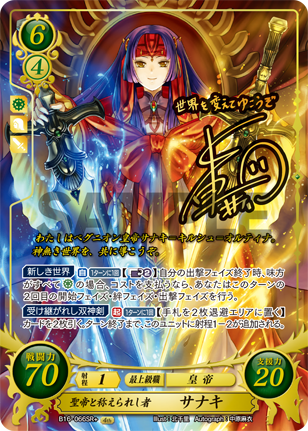 6
4
世界を変えてゆこうぞ
SAMPLE
わたしはベグニオン皇帝サナキ=キルシュ=オルティナ。
神無き世界を、共に導こうぞ。
新しき世界 自 1ターンに1回 自分の出撃フェイズ終了時、味方
がすべて の場合、コストを支払うなら、あなたはこのターンの
2回目の開始フェイズ・絆フェイズ・出撃フェイズを行う。
受け継がれし双神剣 起 1ターンに1回 【手札を2枚退避エリアに置く】
カードを2枚引く。ターン終了まで、このユニットに射程1-2が追加される。
戦闘力 70
射程 1 最上級職 皇帝
支援力 20
聖帝と称えられし者 サナキ
B16-066SR+ Illust 北千里 Autograph 中原麻衣